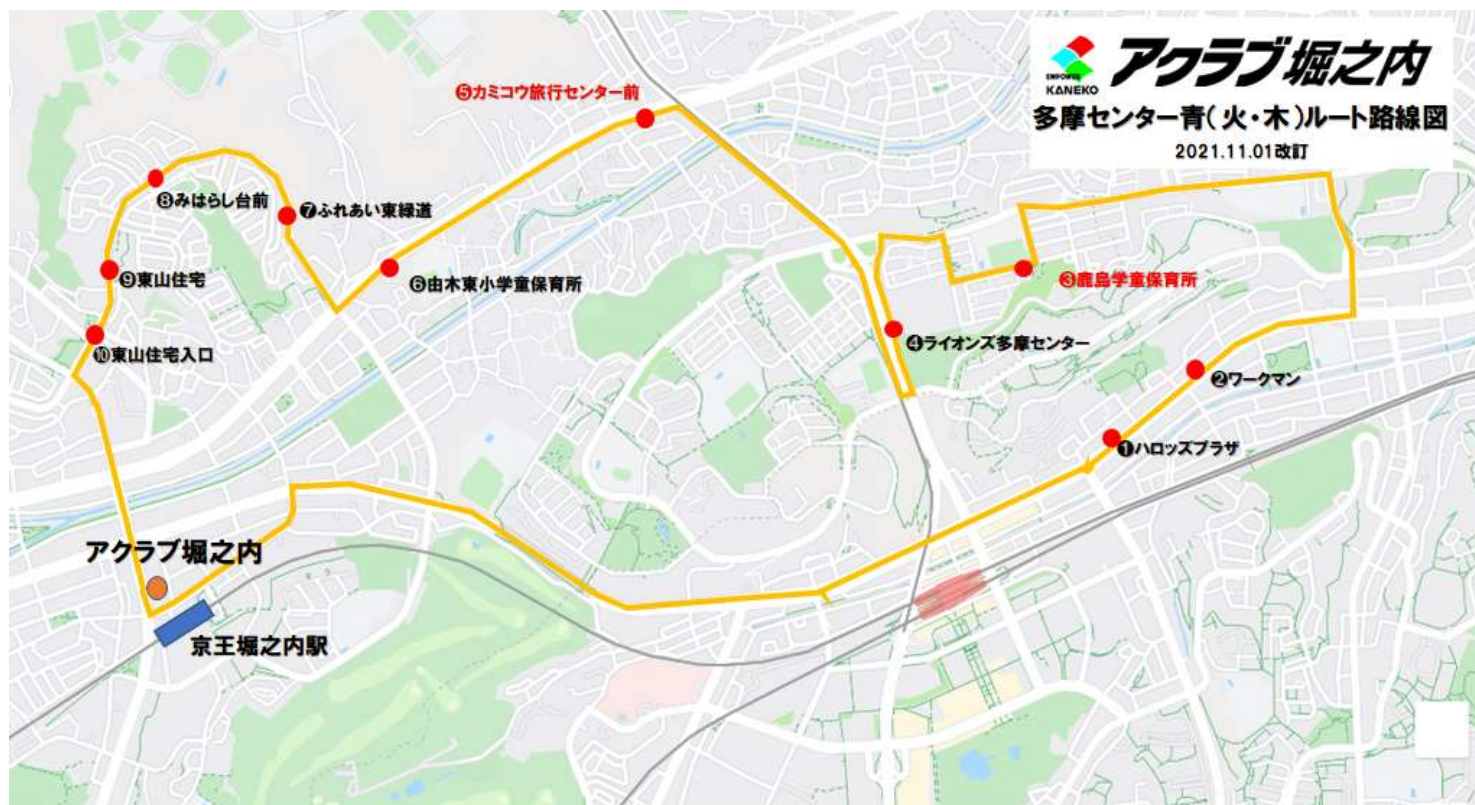 EMPOWER
KANEKO
アクラブ堀之内
多摩センター青(火・木)ルート路線図
2021.11.01改訂
❺カミコウ旅行センター前
❽みはらし台前
❼ふれあい東緑道
❾東山住宅
❻由木東小学童保育所
❸鹿島学童保育所
❿東山住宅入口
❹ライオンズ多摩センター
❷ワークマン
❶ハロッズプラザ
アクラブ堀之内
京王堀之内駅